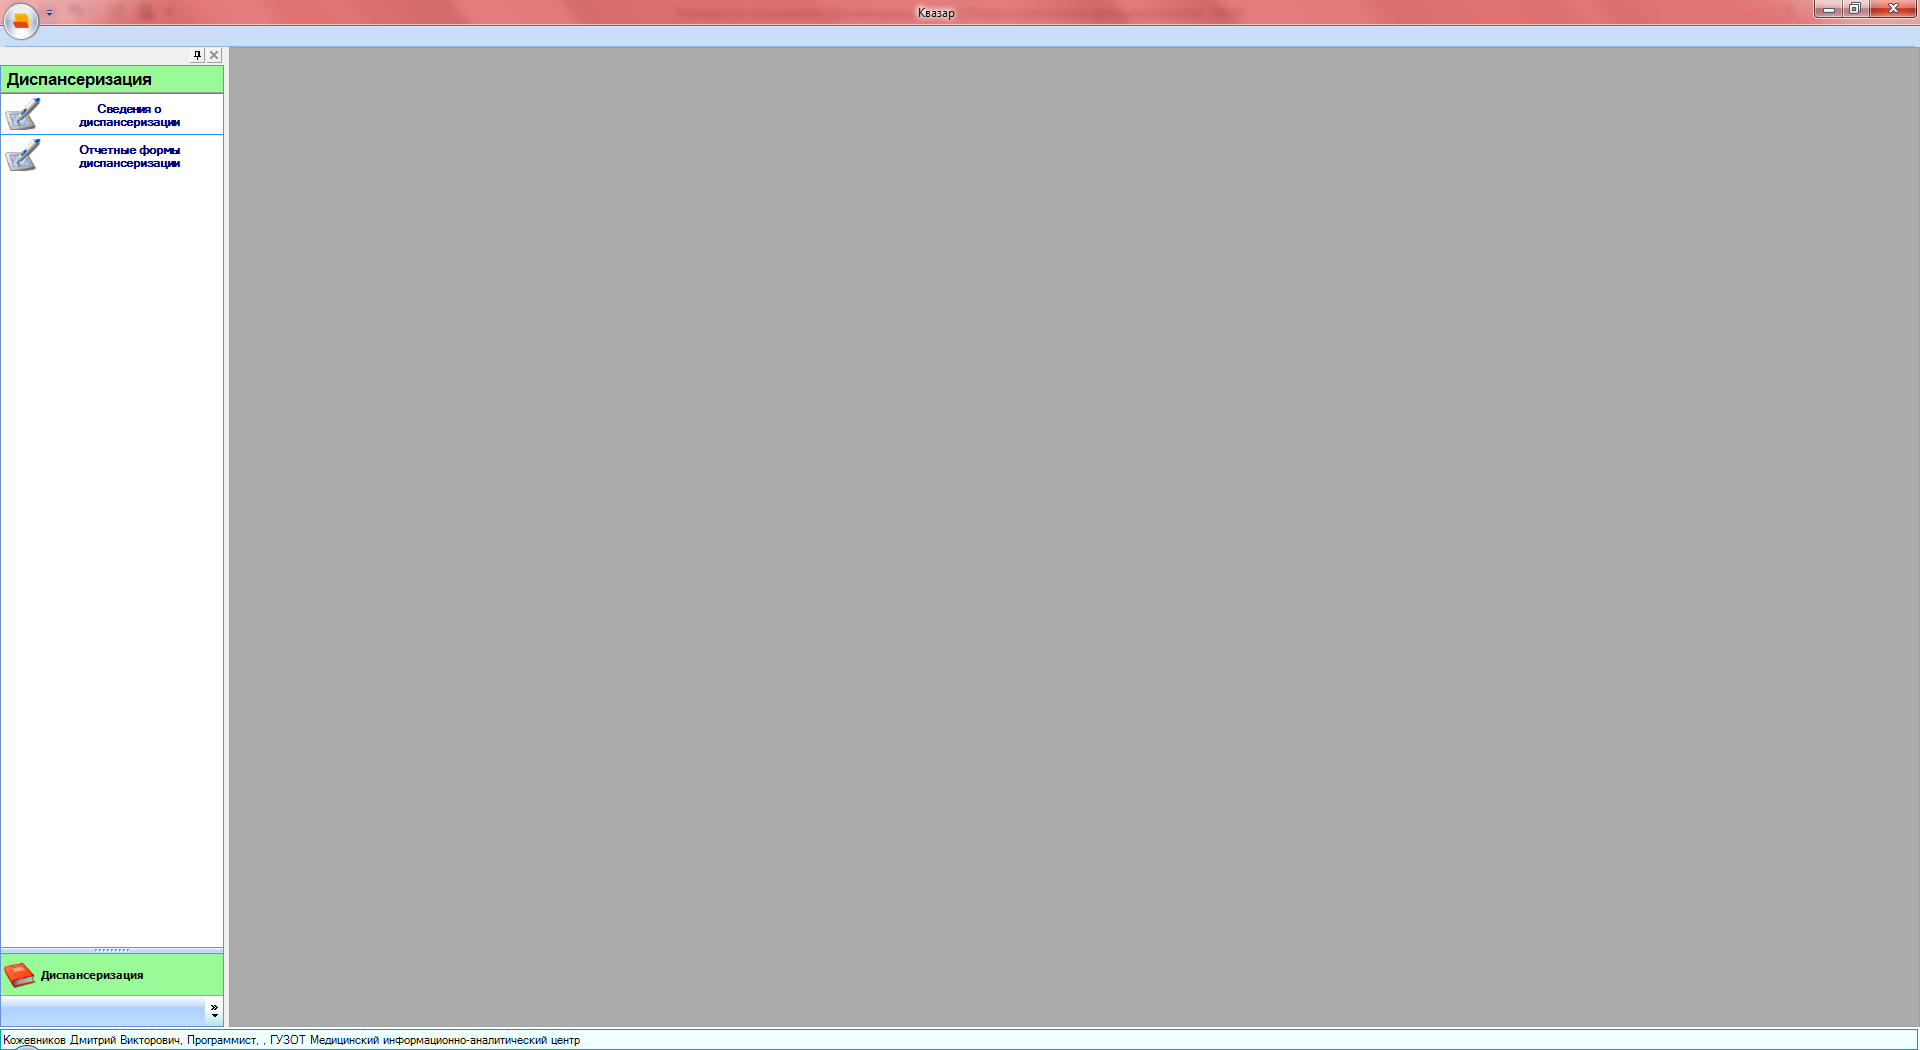 Квазар
Диспансеризация
Сведения о
диспансеризации
Отчетные формы
диспансеризации
Диспансеризация
Кожевников Дмитрий Викторович, Программист, , ГУЗОТ Медицинский информационно-аналитический центр